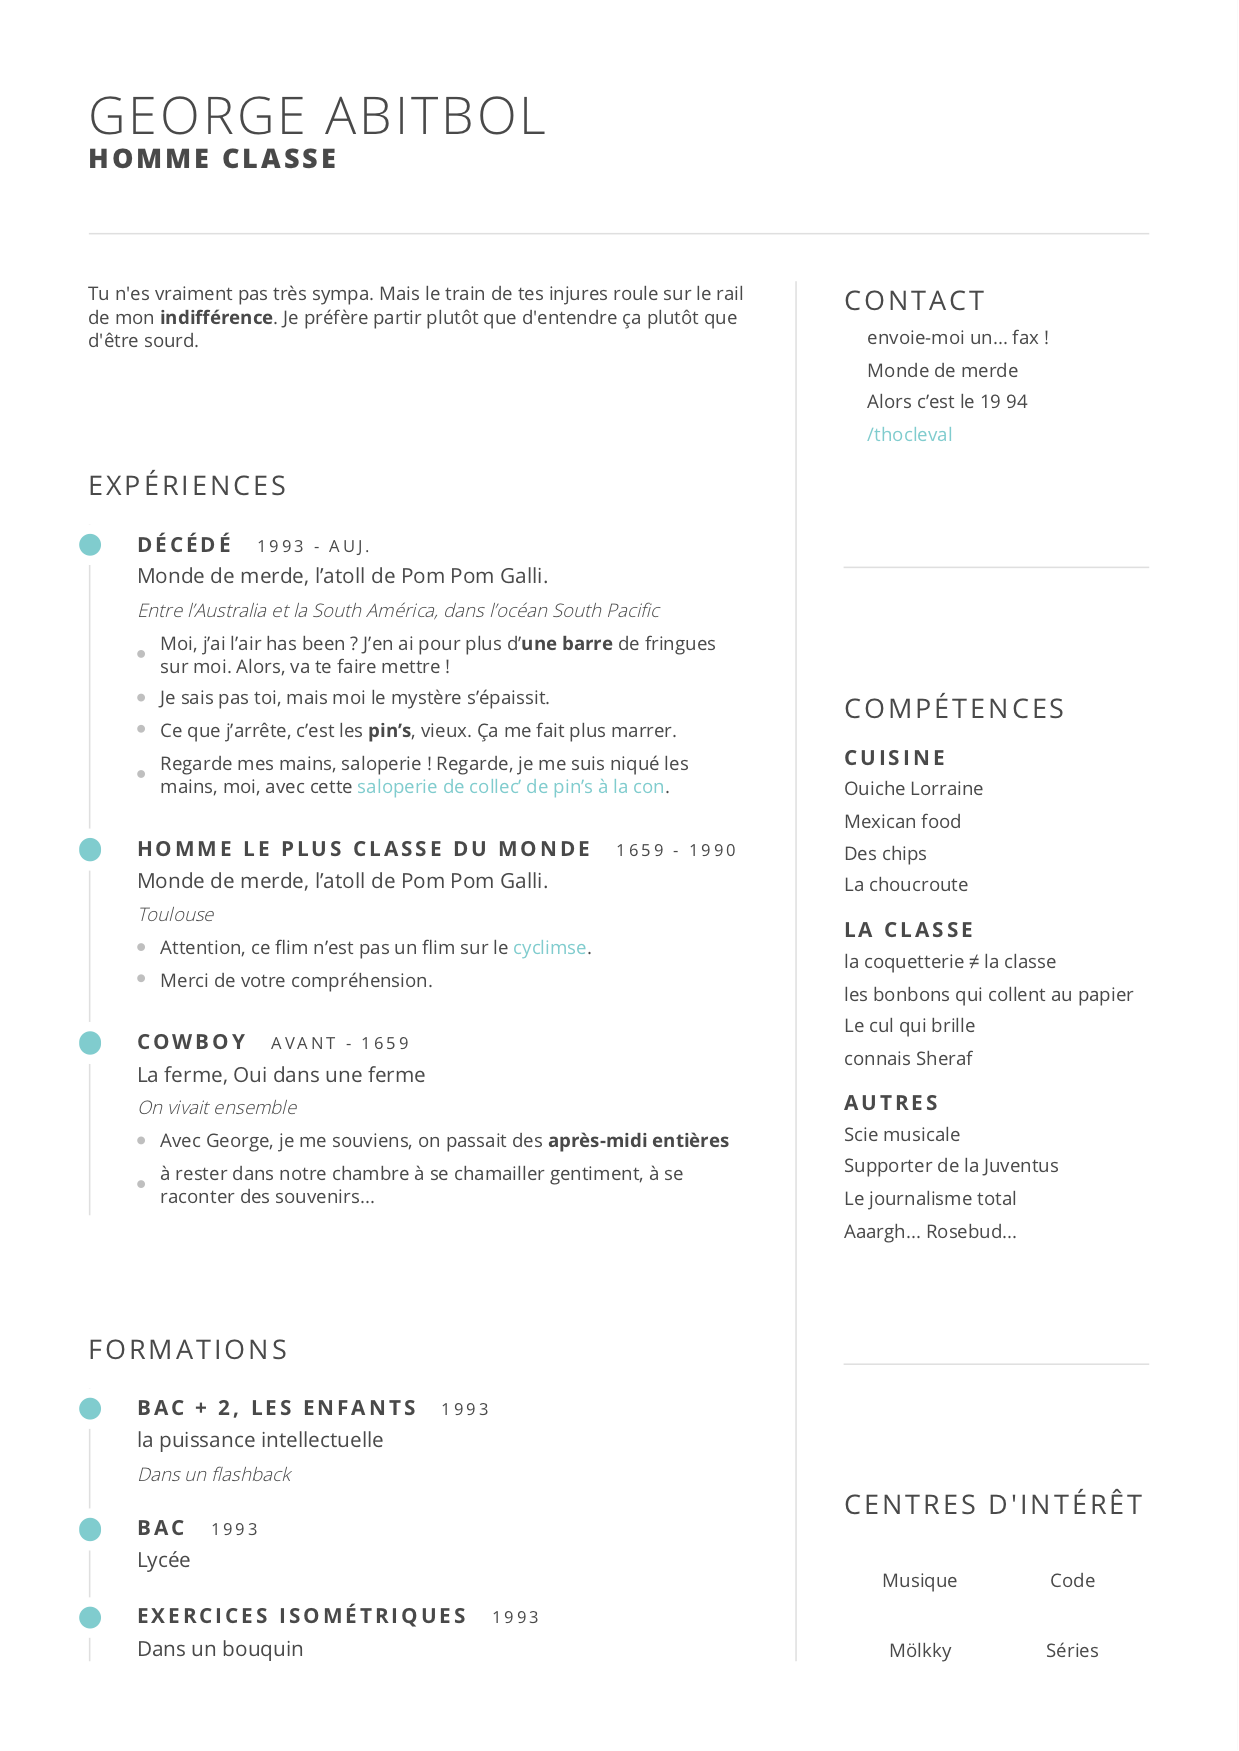 GEORGE ABITBOL
HOMME CLASSE
Tu n'es vraiment pas très sympa. Mais le train de tes injures roule sur le rail
de mon indifférence. Je préfère partir plutôt que d'entendre ça plutôt que
d'être sourd.
EXPÉRIENCES
DÉCÉDÉ 1993 - AUJ.
Monde de merde, l’atoll de Pom Pom Galli.
Entre l’Australia et la South América, dans l’océan South Pacific
Moi, j’ai l’air has been ? J’en ai pour plus d’une barre de fringues
sur moi. Alors, va te faire mettre !
Je sais pas toi, mais moi le mystère s’épaissit.
Ce que j’arrête, c’est les pin’s, vieux. Ça me fait plus marrer.
Regarde mes mains, saloperie ! Regarde, je me suis niqué les
mains, moi, avec cette saloperie de collec’ de pin’s à la con.
HOMME LE PLUS CLASSE DU MONDE 1659 - 1990
Monde de merde, l’atoll de Pom Pom Galli.
Toulouse
Attention, ce flim n’est pas un flim sur le cyclimse.
Merci de votre compréhension.
COWBOY AVANT - 1659
La ferme, Oui dans une ferme
On vivait ensemble
Avec George, je me souviens, on passait des après-midi entières
à rester dans notre chambre à se chamailler gentiment, à se
raconter des souvenirs...
FORMATIONS
BAC + 2, LES ENFANTS 1993
la puissance intellectuelle
Dans un flashback
BAC 1993
Lycée
EXERCICES ISOMÉTRIQUES 1993
Dans un bouquin
CONTACT
envoie-moi un... fax !
Monde de merde
Alors c’est le 19 94
/thocleval
COMPÉTENCES
CUISINE
Ouiche Lorraine
Mexican food
Des chips
La choucroute
LA CLASSE
la coquetterie ≠ la classe
les bonbons qui collent au papier
Le cul qui brille
connais Sheraf
AUTRES
Scie musicale
Supporter de la Juventus
Le journalisme total
Aaargh... Rosebud...
CENTRES D'INTÉRÊT
Musique Code
Mölkky Séries